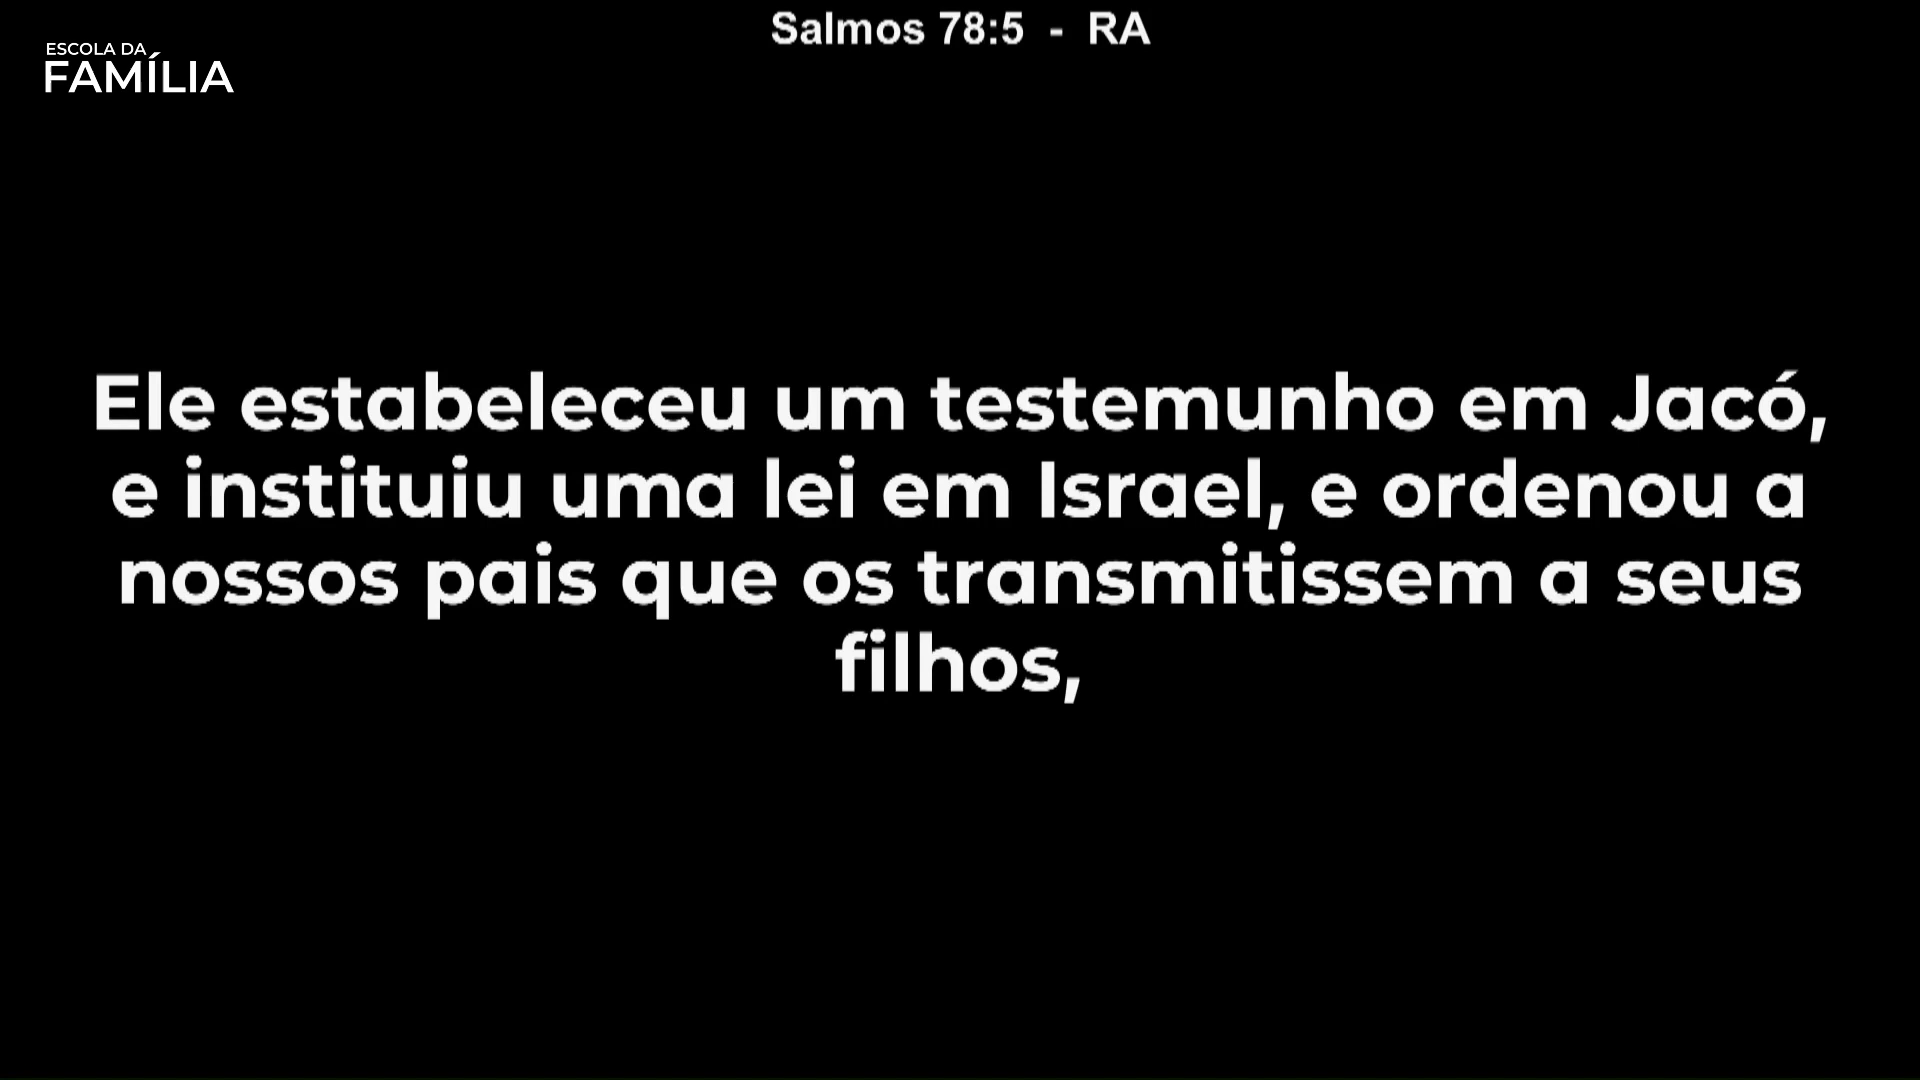 Salmos 78:5 - RA
ESCOLA DA
FAMÍLIA
Ele estabeleceu um testemunho em Jacó,
e instituiu uma lei em Israel, e ordenou a
nossos pais que os transmitissem a seus
filhos,